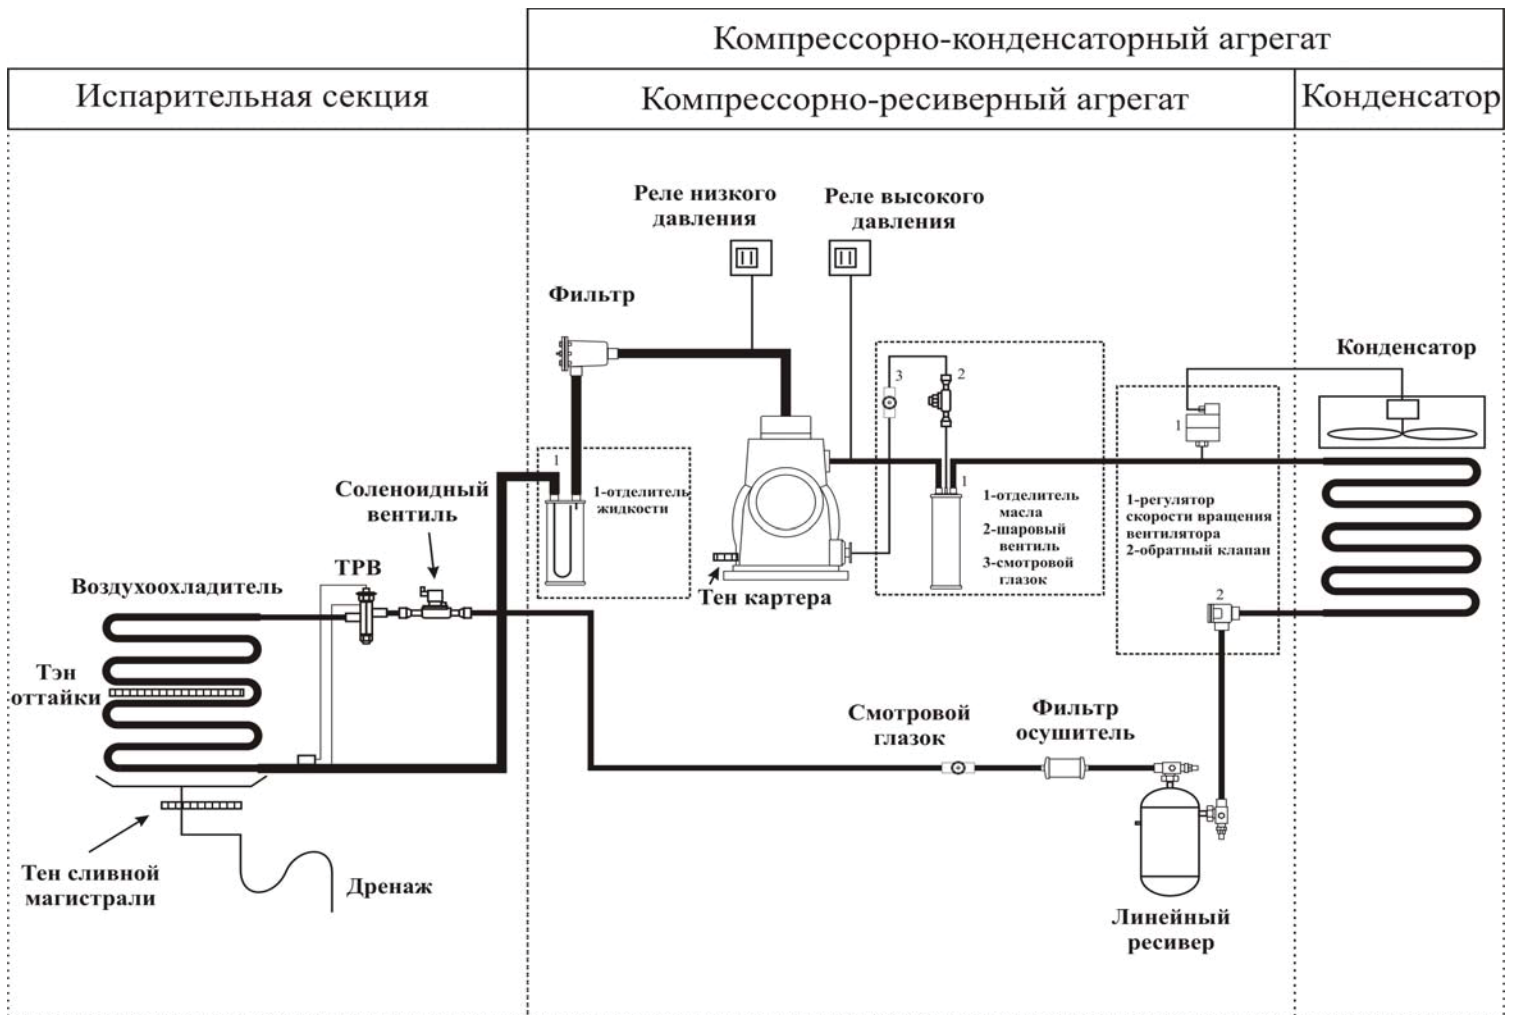 Компрессорно-конденсаторный агрегат
Испарительная секция
Компрессорно-ресиверный агрегат
Конденсатор
Реле низкого
давления
Реле высокого
давления
Фильтр
Конденсатор
3
2
1
1
1-отделитель
жидкости
1
1-отделитель
масла
2-шаровый
вентиль
3-смотровой
глазок
1-регулятор
скорости вращения
вентилятора
2-обратный клапан
2
Соленоидный
вентиль
ТРВ
Воздухоохладитель
Тен картера
Тэн
оттайки
Смотровой
глазок
Фильтр
осушитель
Тен сливной
магистрали
Дренаж
Линейный
ресивер